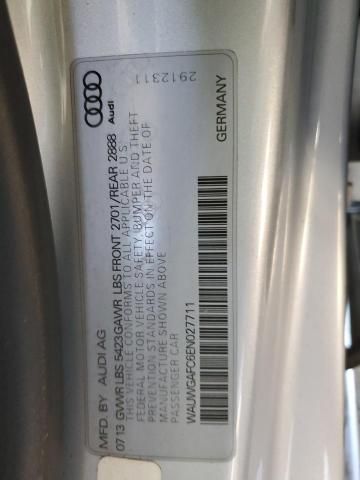 MFD. BY AUDI AG
07 13 GVWR LBS 5423 GAWR LBS FRONT 2701/REAR 2888
THIS VEHICLE CONFORMS TO ALL APPLICABLE U.S.
FEDERAL MOTOR VEHICLE SAFETY, BUMPER AND THEFT
PREVENTION STANDARDS IN EFFECT ON THE DATE OF
MANUFACTURE SHOWN ABOVE
PASSENGER CAR
WAUWGAFC6EN027711
GERMANY
Audi
2912311